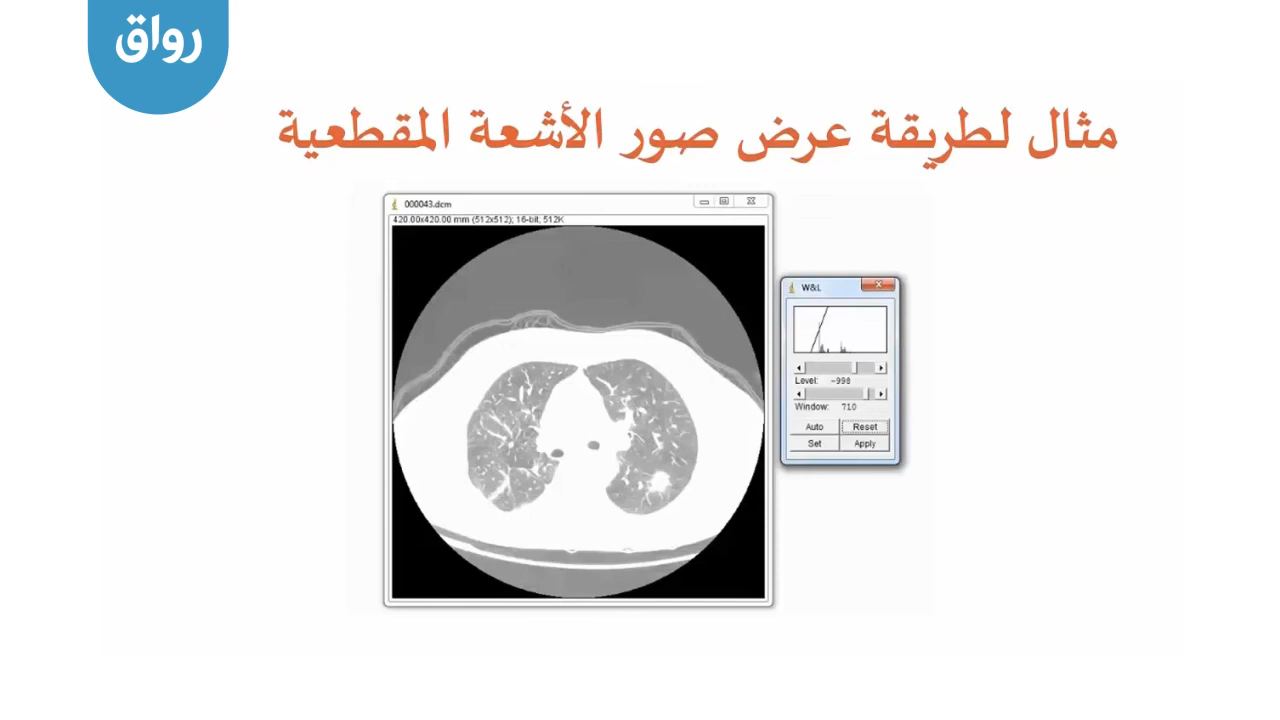 رواق
مثال لطريقة عرض صور الأشعة المقطعية
000043.dcm
420.00x420.00 mm (512x512); 16-bit; 512K
W&L
Level: -998
Window: 710
Auto Reset
Set Apply